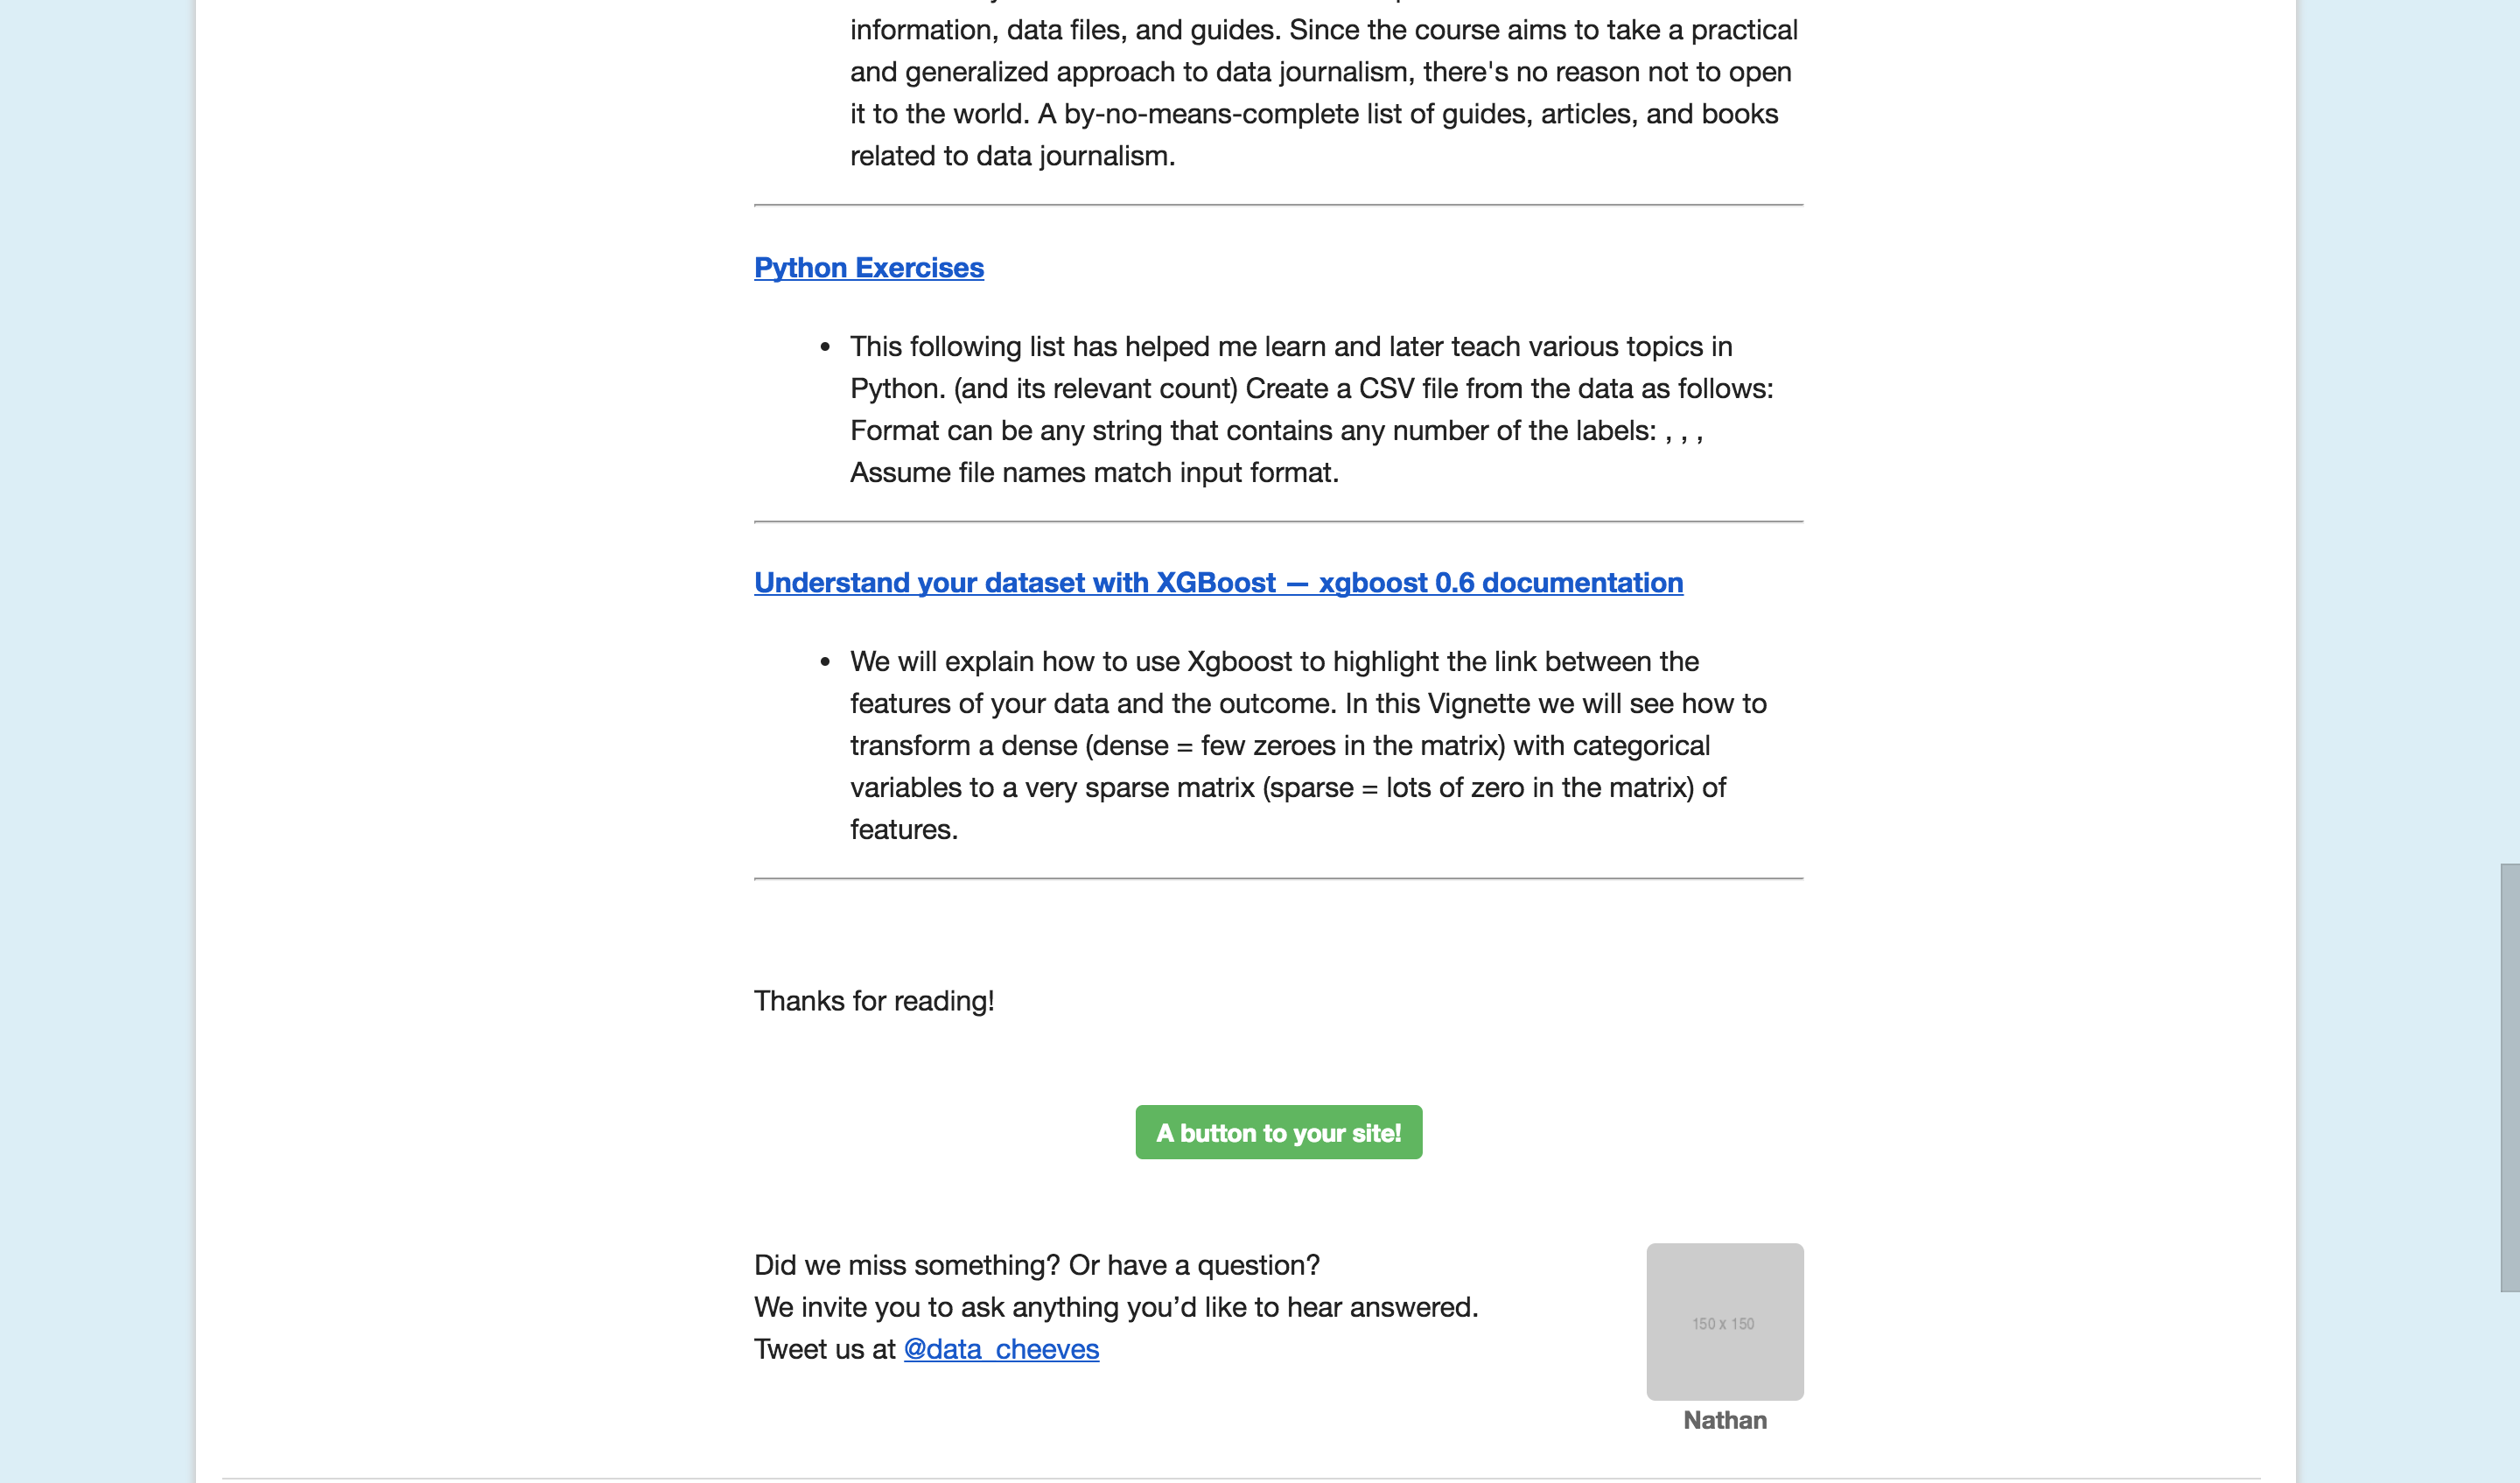 information, data files, and guides. Since the course aims to take a practical
and generalized approach to data journalism, there's no reason not to open
it to the world. A by-no-means-complete list of guides, articles, and books
related to data journalism.
Python Exercises
• This following list has helped me learn and later teach various topics in
Python. (and its relevant count) Create a CSV file from the data as follows:
Format can be any string that contains any number of the labels: , , ,
Assume file names match input format.
Understand your dataset with XGBoost — xgboost 0.6 documentation
• We will explain how to use Xgboost to highlight the link between the
features of your data and the outcome. In this Vignette we will see how to
transform a dense (dense = few zeroes in the matrix) with categorical
variables to a very sparse matrix (sparse = lots of zero in the matrix) of
features.
Thanks for reading!
A button to your site!
Did we miss something? Or have a question?
We invite you to ask anything you’d like to hear answered.
Tweet us at @data_cheeves
150 x 150
Nathan